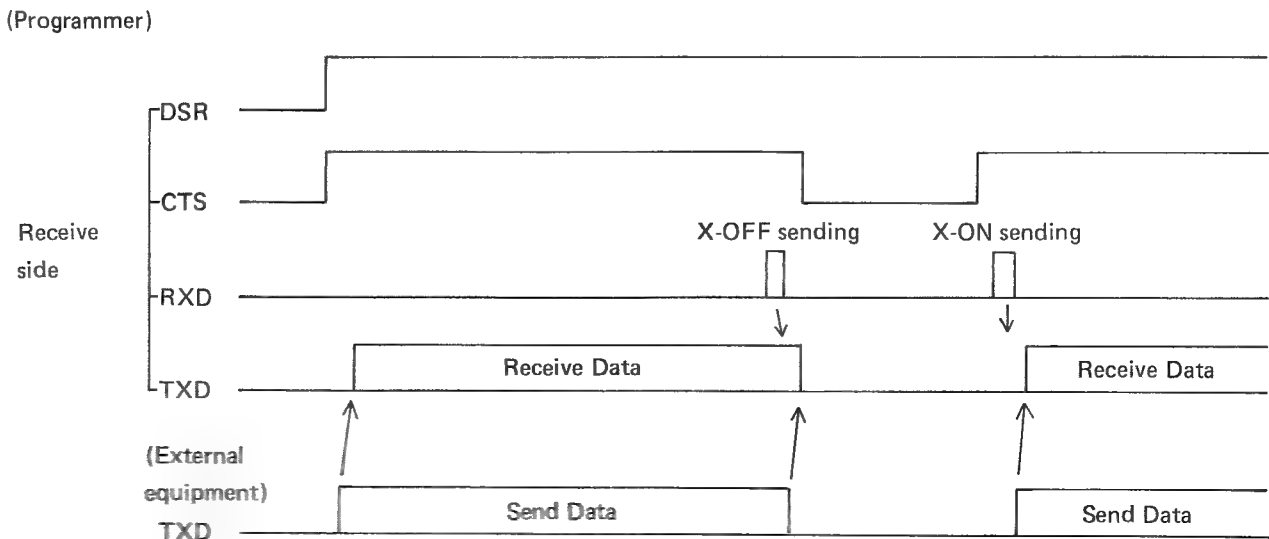 (Programmer)
DSR
CTS
Receive
side
X-OFF sending
X-ON sending
RXD
Receive Data
Receive Data
TXD
(External
equipment)
TXD
Send Data
Send Data